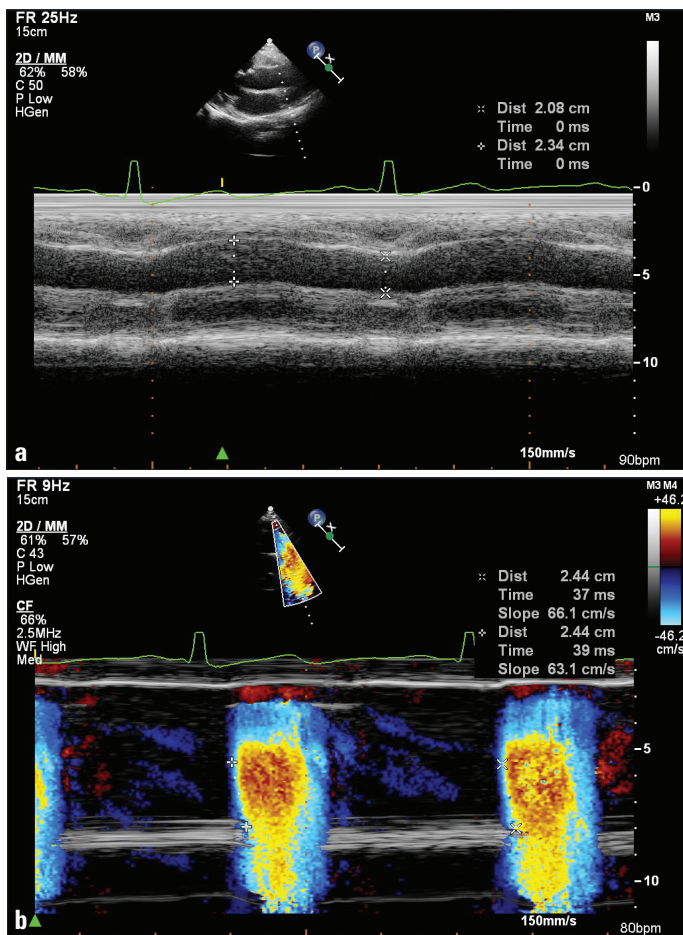 FR 25Hz
15cm
M3
2D / MM
62% 58%
C 50
P Low
HGen
P
Dist 2.08 cm
Time 0 ms
Dist 2.34 cm
Time 0 ms
0
5
10
150mm/s
90bpm
a
FR 9Hz
15cm
M3 M4
+46.2
2D / MM
61% 57%
C 43
P Low
HGen
P
CF
66%
2.5MHz
WF High
Med
Dist 2.44 cm
Time 37 ms
Slope 66.1 cm/s
Dist 2.44 cm
Time 39 ms
Slope 63.1 cm/s
-46.2
cm/s
5
10
150mm/s
80bpm
b